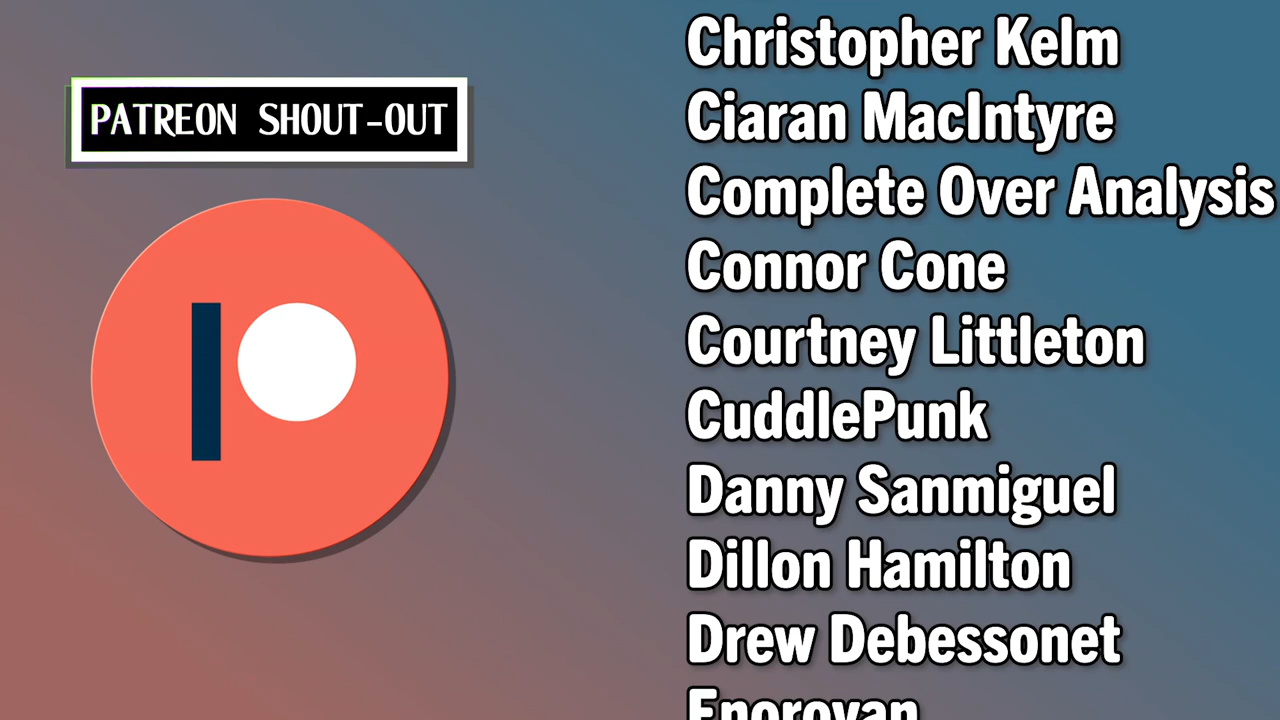 PATREON SHOUT-OUT
Christopher Kelm
Ciaran MacIntyre
Complete Over Analysis
Connor Cone
Courtney Littleton
CuddlePunk
Danny Sanmiguel
Dillon Hamilton
Drew Debessonet